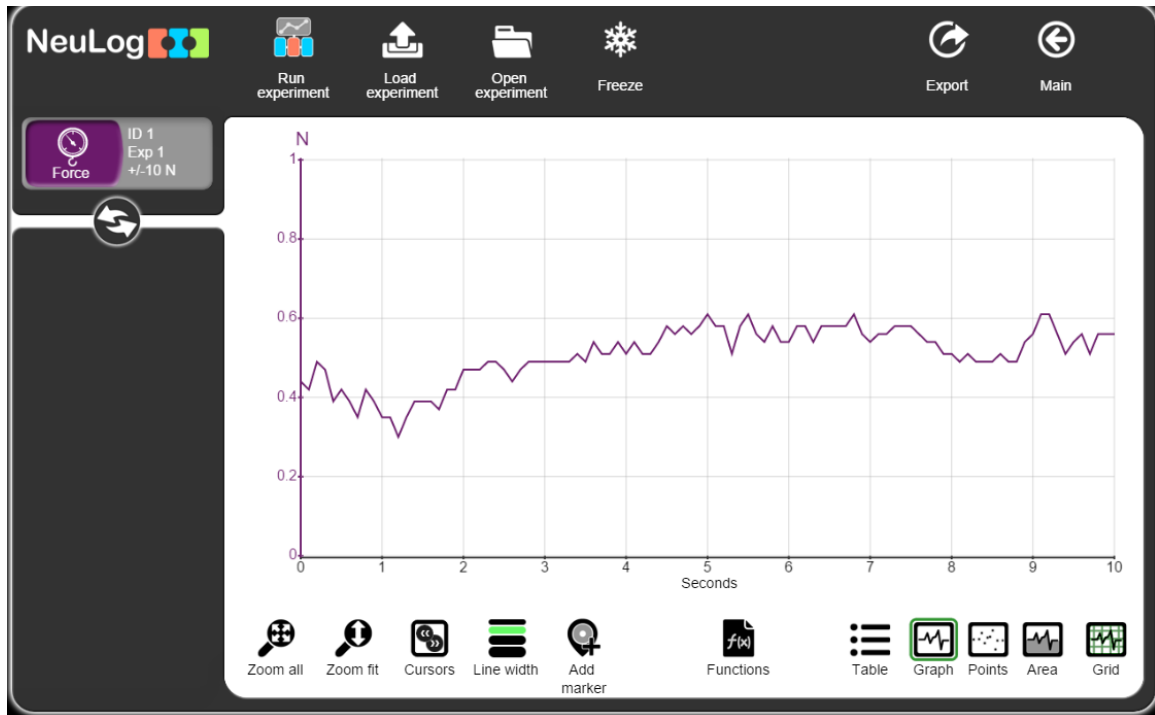 NeuLog
Run
experiment
Load
experiment
Open
experiment
Freeze
Export
Main
Force
ID 1
Exp 1
+/-10 N
N
1
0.8
0.6
0.4
0.2
0
0 1 2 3 4 5 6 7 8 9 10
Seconds
Zoom all
Zoom fit
Cursors
Line width
Add
marker
f(x)
Functions
Table
Graph
Points
Area
Grid